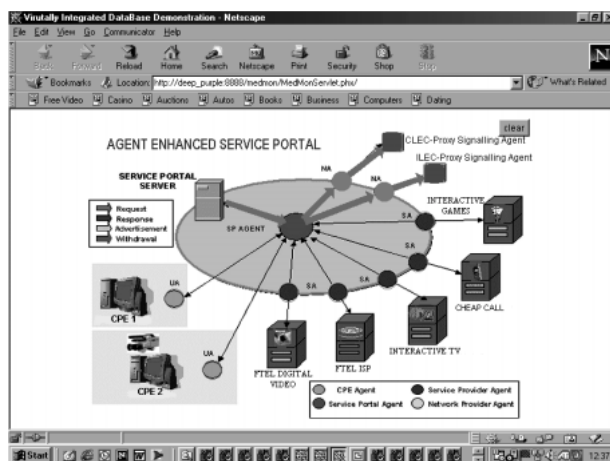 Virutally Integrated DataBase Demonstration - Netscape
File Edit View Go Communicator Help
Back Forward Reload Home Search Netscape Print Security Shop Stop
Bookmarks Location: http://deep_purple:8888/medmon/MedMonServlet.phx/ What's Related
Free Video Casino Auctions Autos Books Business Computers Dating
clear
AGENT ENHANCED SERVICE PORTAL
CLEC-Proxy Signalling Agent
ILEC-Proxy Signalling Agent
NA
NA
SERVICE PORTAL
SERVER
Request
Response
Advertisement
Withdrawal
SP AGENT
INTERACTIVE
GAMES
SA
SA
CHEAP CALL
SA
INTERACTIVE TV
SA
FTEL ISP
SA
FTEL DIGITAL
VIDEO
UA
CPE 1
UA
CPE 2
CPE Agent
Service Provider Agent
Service Portal Agent
Network Provider Agent
Start
12:37